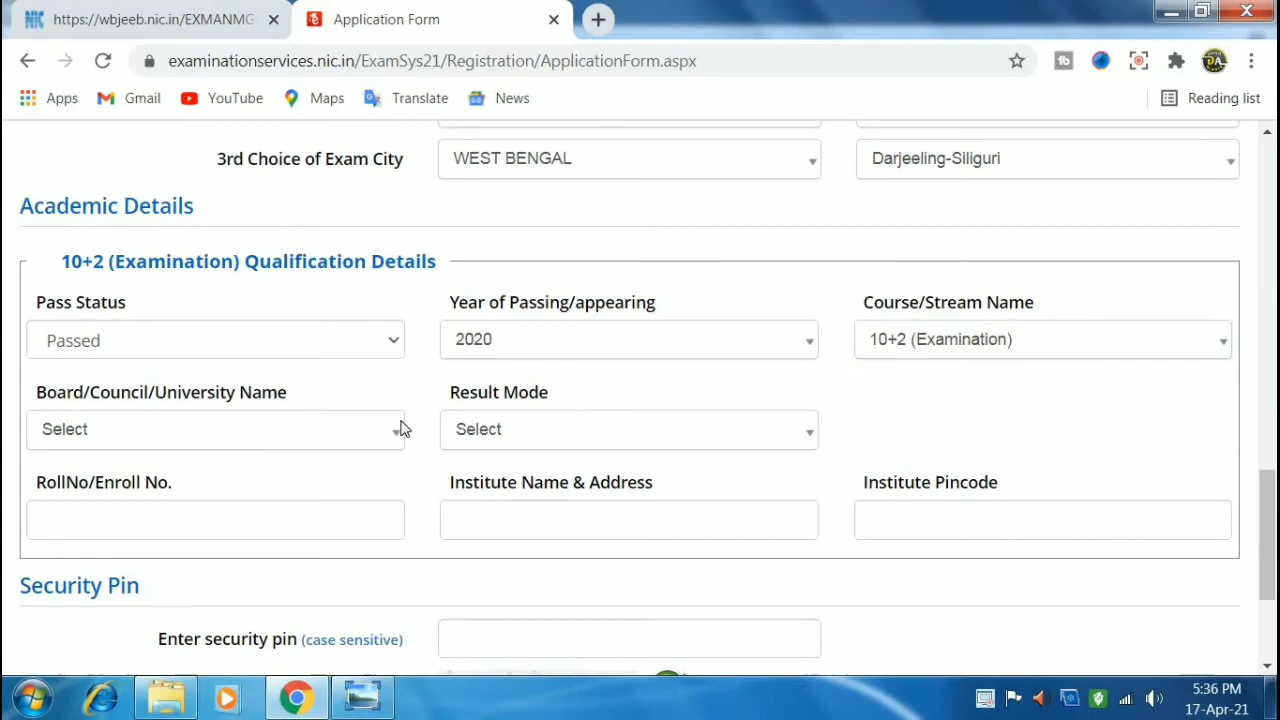 NIC https://wbjeeb.nic.in/EXMANMG
Application Form
examinationservices.nic.in/ExamSys21/Registration/ApplicationForm.aspx
Apps Gmail YouTube Maps Translate News Reading list
3rd Choice of Exam City WEST BENGAL Darjeeling-Siliguri
Academic Details
10+2 (Examination) Qualification Details
Pass Status Year of Passing/appearing Course/Stream Name
Passed 2020 10+2 (Examination)
Board/Council/University Name Result Mode
Select Select
RollNo/Enroll No. Institute Name & Address Institute Pincode
Security Pin
Enter security pin (case sensitive)
5:36 PM
17-Apr-21